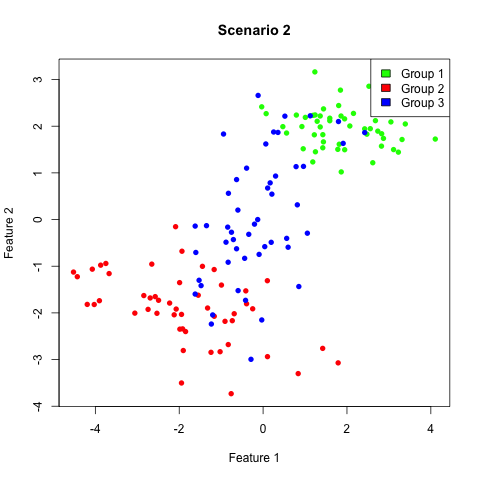 Scenario 2
Group 1
Group 2
Group 3
Feature 2
3
2
1
0
-1
-2
-3
-4
-4 -2 0 2 4
Feature 1